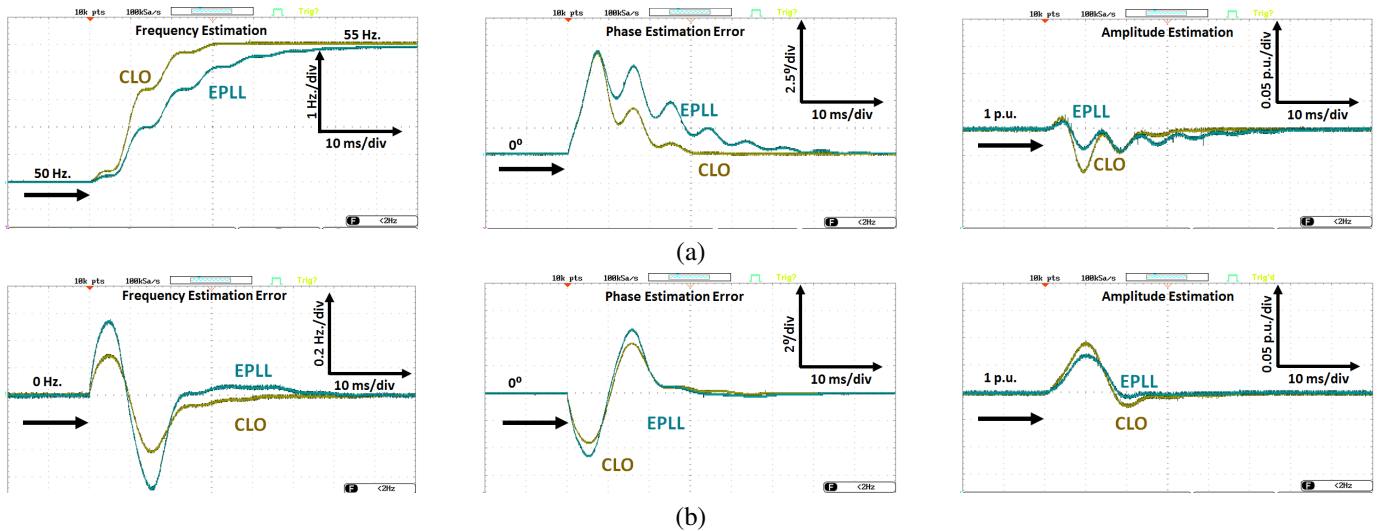 10k pts 100kSa/s Trig?
Frequency Estimation
55 Hz.
CLO
EPLL
1 Hz./div
10 ms/div
50 Hz.
F <2Hz
10k pts 100kSa/s Trig?
Phase Estimation Error
2.5⁰/div
EPLL
10 ms/div
0⁰
CLO
F <2Hz
10k pts 100kSa/s Trig?
Amplitude Estimation
0.05 p.u./div
1 p.u.
EPLL
10 ms/div
CLO
F <2Hz
(a)
10k pts 100kSa/s Trig?
Frequency Estimation Error
0.2 Hz./div
0 Hz.
EPLL
10 ms/div
CLO
F <2Hz
10k pts 100kSa/s Trig?
Phase Estimation Error
2⁰/div
0⁰
10 ms/div
EPLL
CLO
F <2Hz
10k pts 100kSa/s Trig'd
Amplitude Estimation
0.05 p.u./div
1 p.u.
EPLL
10 ms/div
CLO
F <2Hz
(b)